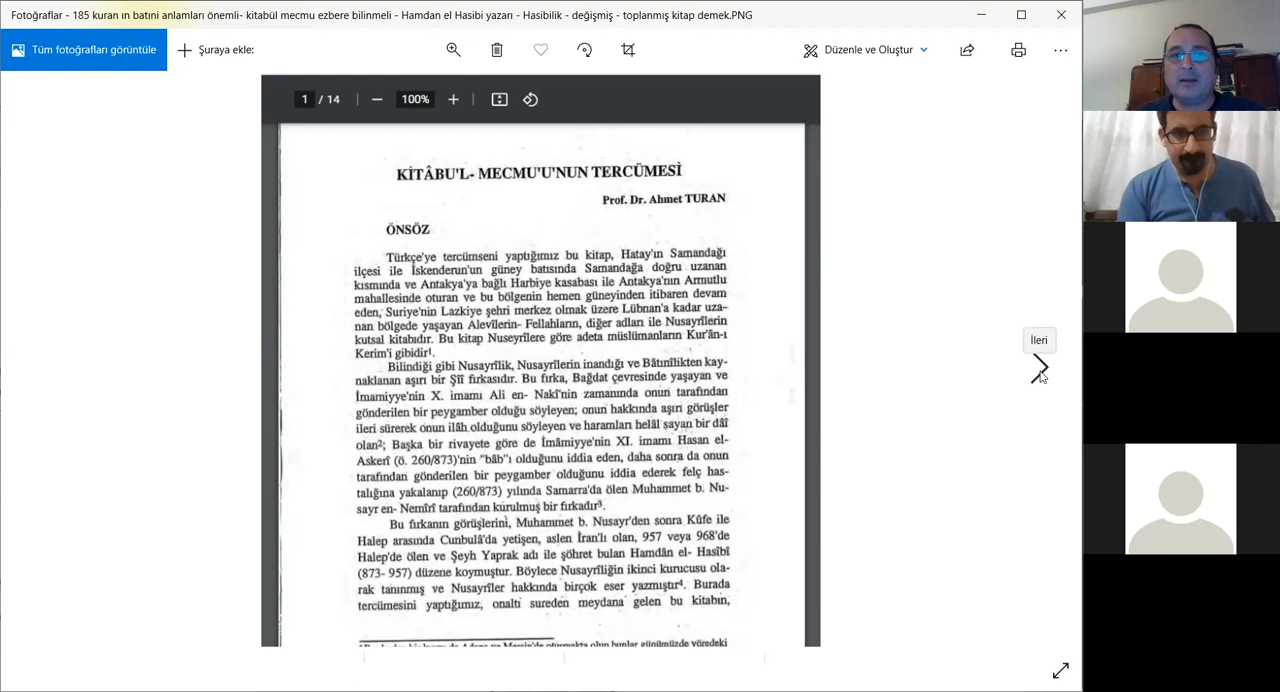 Fotoğraflar - 185 kuran ın batıni anlamları önemli- kitabül mecmu ezbere bilinmeli - Hamdan el Hasibi yazarı - Hasibilik - değişmiş - toplanmış kitap demek.PNG
Tüm fotoğrafları görüntüle
Şuraya ekle:
Düzenle ve Oluştur
1 / 14
100%
KİTÂBU'L- MECMU'U'NUN TERCÜMESİ
Prof. Dr. Ahmet TURAN
ÖNSÖZ
Türkçe'ye tercümseni yaptığımız bu kitap, Hatay'ın Samandağı
ilçesi ile İskenderun'un güney batısında Samandağa doğru uzanan
kısmında ve Antakya'ya bağlı Harbiye kasabası ile Antakya'nın Armutlu
mahallesinde oturan ve bu bölgenin hemen güneyinden itibaren devam
eden, Suriye'nin Lazkiye şehri merkez olmak üzere Lübnan'a kadar uza-
nan bölgede yaşayan Alevîlerin- Fellahların, diğer adları ile Nusayrîlerin
kutsal kitabıdır. Bu kitap Nuseyrîlere göre adeta müslümanların Kur'ân-ı
Kerim'i gibidir1.
Bilindiği gibi Nusayrîlik, Nusayrîlerin inandığı ve Bâtınîlikten kay-
naklanan aşırı bir Şîî fırkasıdır. Bu fırka, Bağdat çevresinde yaşayan ve
İmamiyye'nin X. imamı Ali en- Nakî'nin zamanında onun tarafından
gönderilen bir peygamber olduğu söyleyen; onun hakkında aşırı görüşler
ileri sürerek onun ilâh olduğunu söyleyen ve haramları helâl sayan bir dâî
olan2; Başka bir rivayete göre de İmâmiyye'nin XI. imamı Hasan el-
Askerî (ö. 260/873)'nin "bâb"ı olduğunu iddia eden, daha sonra da onun
tarafından gönderilen bir peygamber olduğunu iddia ederek felç has-
talığına yakalanıp (260/873) yılında Samarra'da ölen Muhammet b. Nu-
sayr en- Nemîrî tarafından kurulmuş bir fırkadır3.
Bu fırkanın görüşlerini, Muhammet b. Nusayr'den sonra Kûfe ile
Halep arasında Cunbulâ'da yetişen, aslen İran'lı olan, 957 veya 968'de
Halep'de ölen ve Şeyh Yaprak adı ile şöhret bulan Hamdân el- Hasîbî
(873- 957) düzene koymuştur. Böylece Nusayrîliğin ikinci kurucusu ola-
rak tanınmış ve Nusayrîler hakkında birçok eser yazmıştır4. Burada
tercümesini yaptığımız, onaltı sureden meydana gelen bu kitabın,
İleri